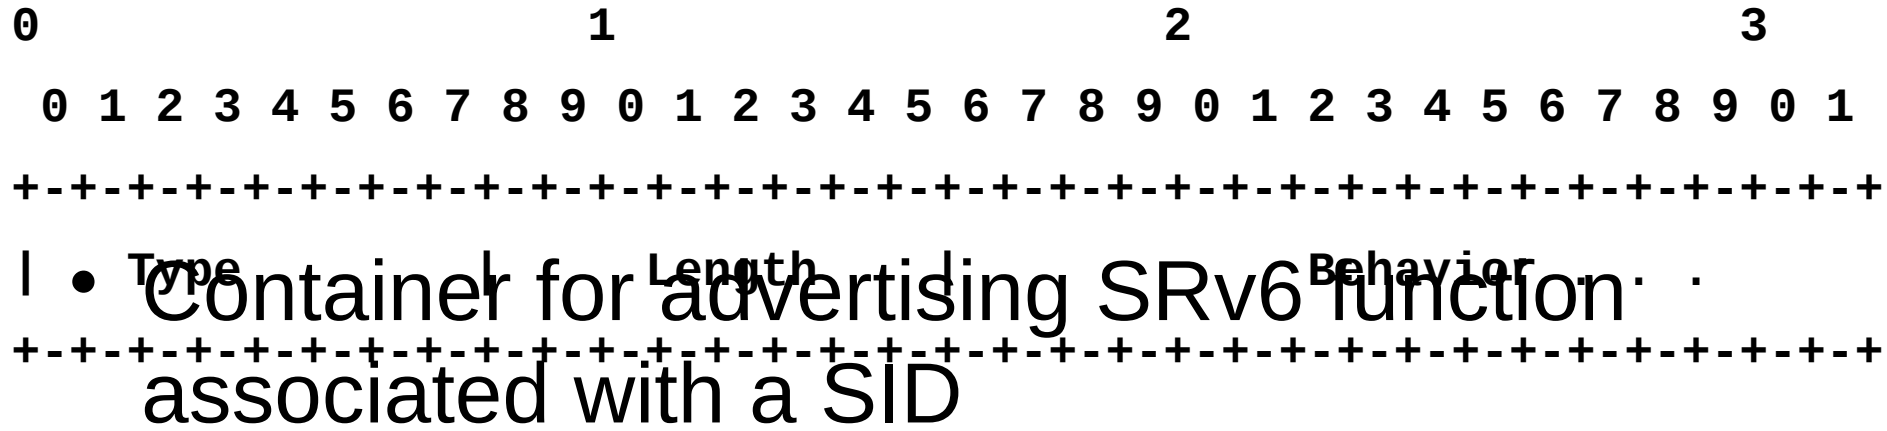 0                   1                   2                   3
 0 1 2 3 4 5 6 7 8 9 0 1 2 3 4 5 6 7 8 9 0 1 2 3 4 5 6 7 8 9 0 1
+-+-+-+-+-+-+-+-+-+-+-+-+-+-+-+-+-+-+-+-+-+-+-+-+-+-+-+-+-+-+-+-+
|   Type        |     Length    |            Behavior . . .
• Container for advertising SRv6 function
+-+-+-+-+-+-+-+-+-+-+-+-+-+-+-+-+-+-+-+-+-+-+-+-+-+-+-+-+-+-+-+-+
associated with a SID